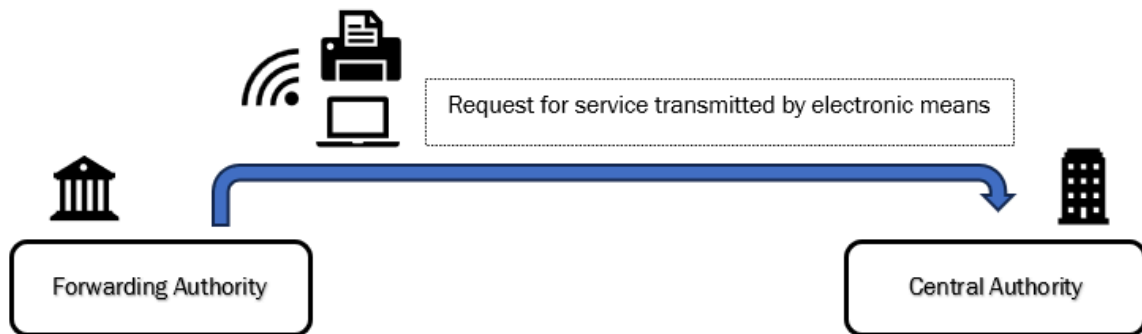 Request for service transmitted by electronic means
Forwarding Authority
Central Authority